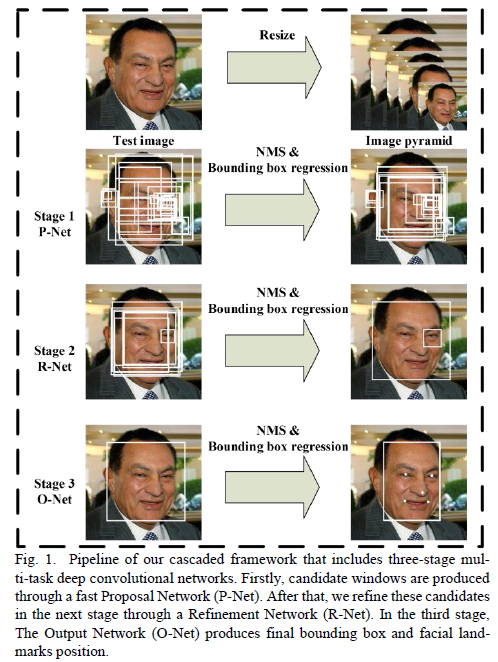 Resize
Test image
Image pyramid
NMS &
Bounding box regression
Stage 1
P-Net
NMS &
Bounding box regression
Stage 2
R-Net
NMS &
Bounding box regression
Stage 3
O-Net
Fig. 1.  Pipeline of our cascaded framework that includes three-stage mul-
ti-task deep convolutional networks. Firstly, candidate windows are produced
through a fast Proposal Network (P-Net). After that, we refine these candidates
in the next stage through a Refinement Network (R-Net). In the third stage,
The Output Network (O-Net) produces final bounding box and facial land-
marks position.